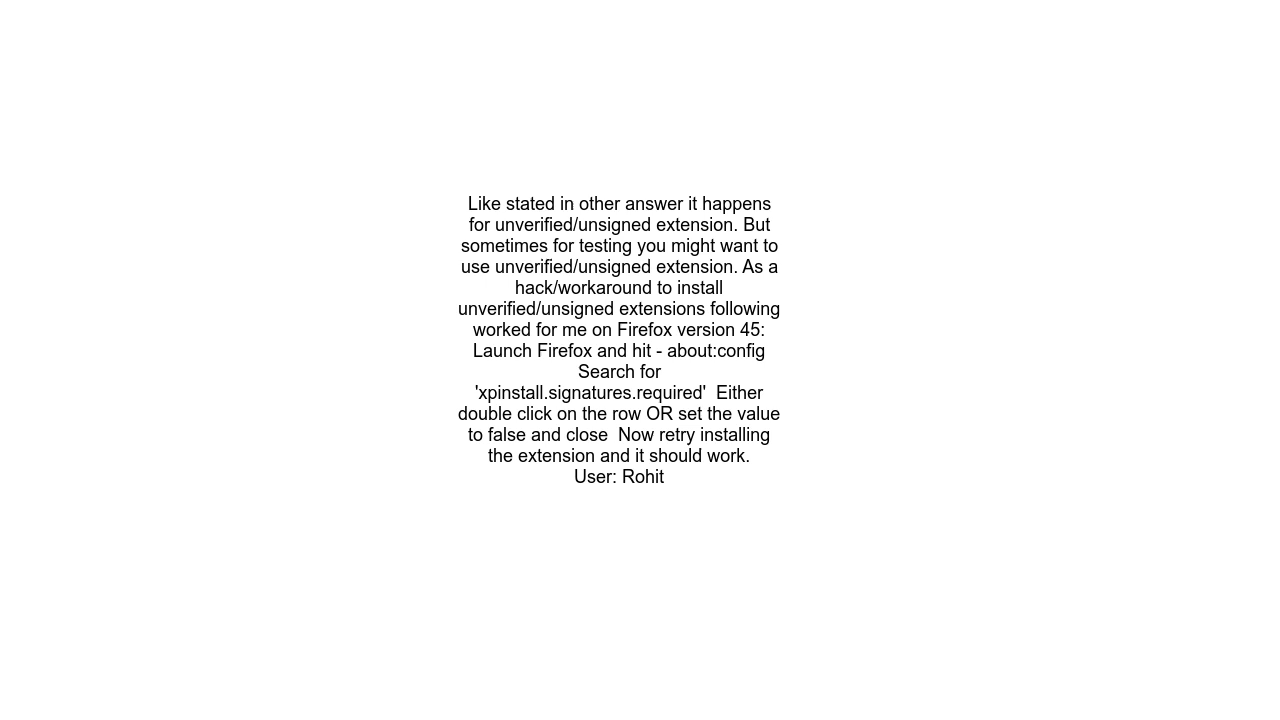 Like stated in other answer it happens
for unverified/unsigned extension. But
sometimes for testing you might want to
use unverified/unsigned extension. As a
hack/workaround to install
unverified/unsigned extensions following
worked for me on Firefox version 45:
Launch Firefox and hit - about:config
Search for
'xpinstall.signatures.required'  Either
double click on the row OR set the value
to false and close  Now retry installing
the extension and it should work.
User: Rohit